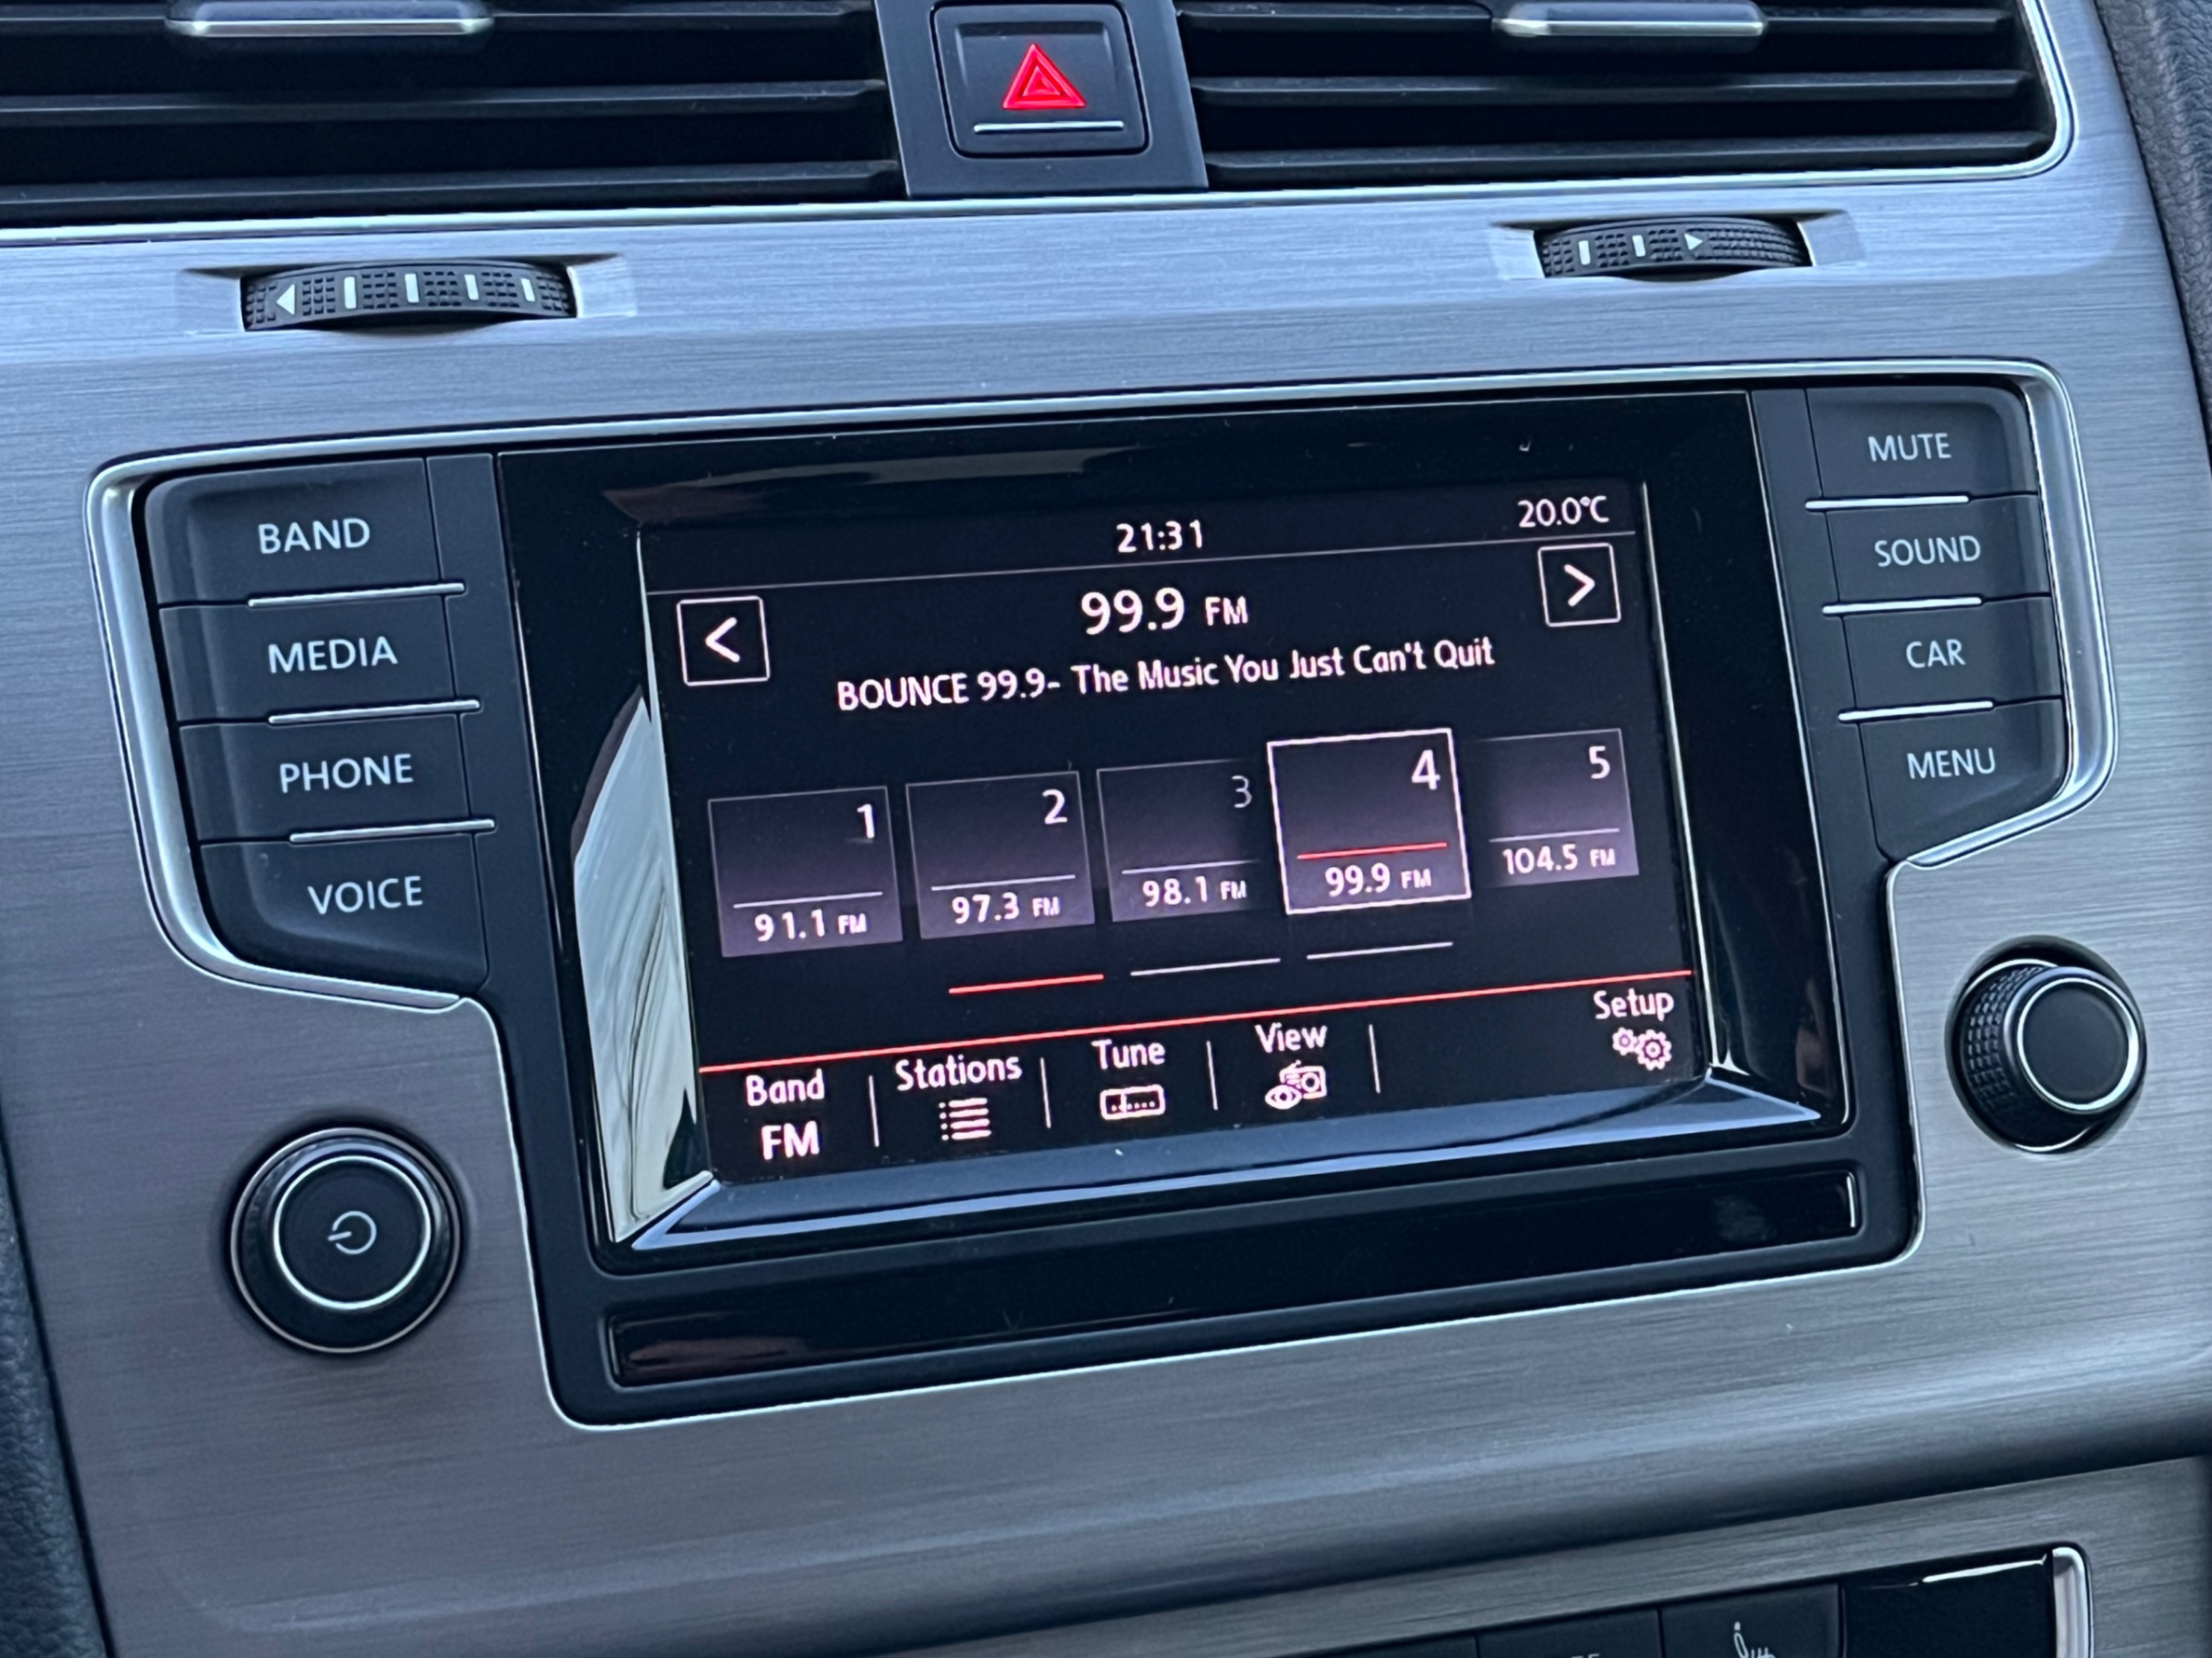 BAND
MEDIA
PHONE
VOICE
21:31
20.0°C
99.9 FM
BOUNCE 99.9- The Music You Just Can't Quit
1
2
3
4
5
91.1 FM
97.3 FM
98.1 FM
99.9 FM
104.5 FM
Band
FM
Stations
Tune
View
Setup
MUTE
SOUND
CAR
MENU